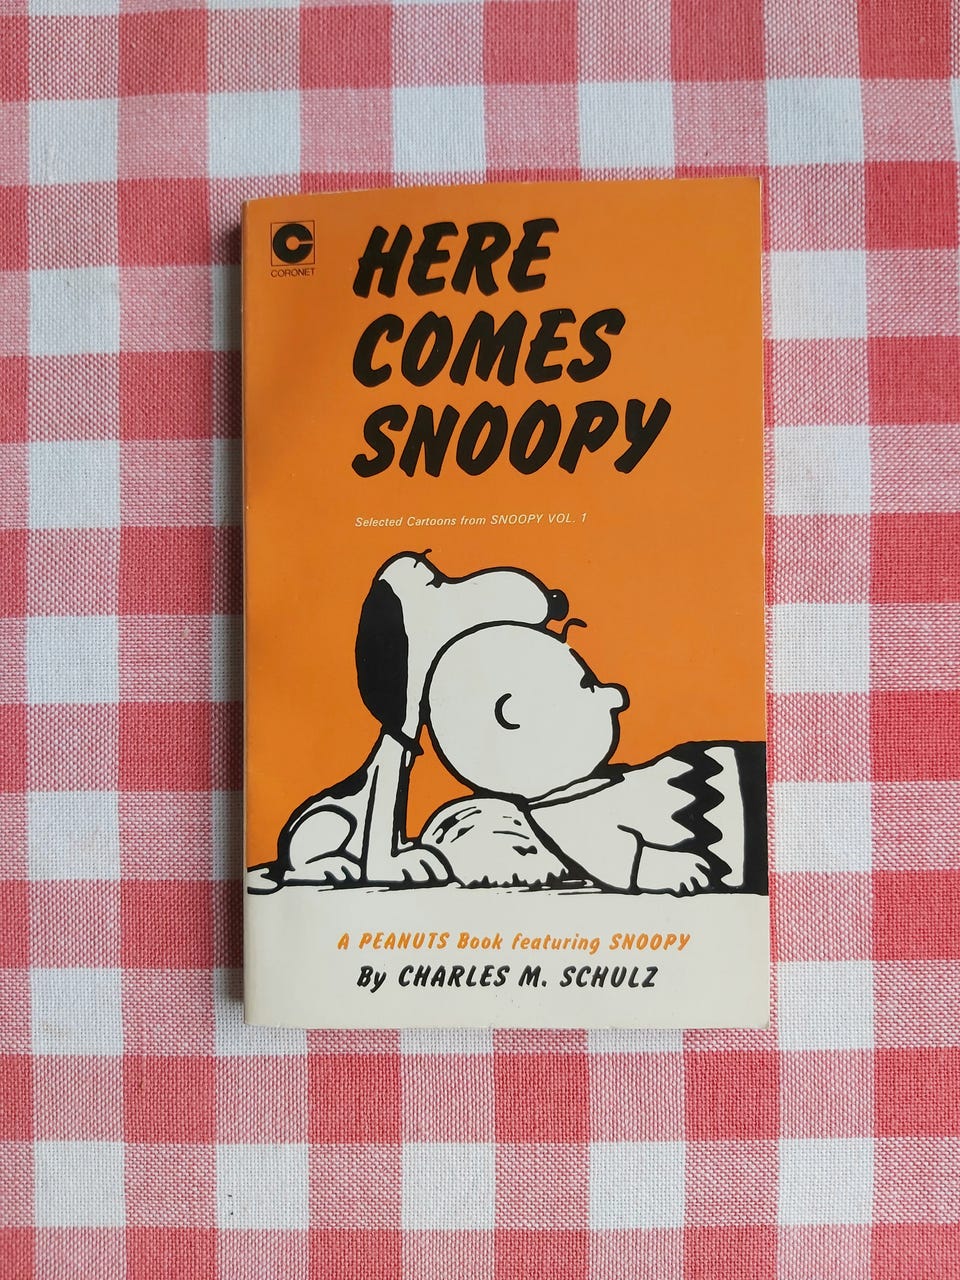 CORONET
HERE
COMES
SNOOPY
Selected Cartoons from SNOOPY VOL. 1
A PEANUTS Book featuring SNOOPY
By CHARLES M. SCHULZ